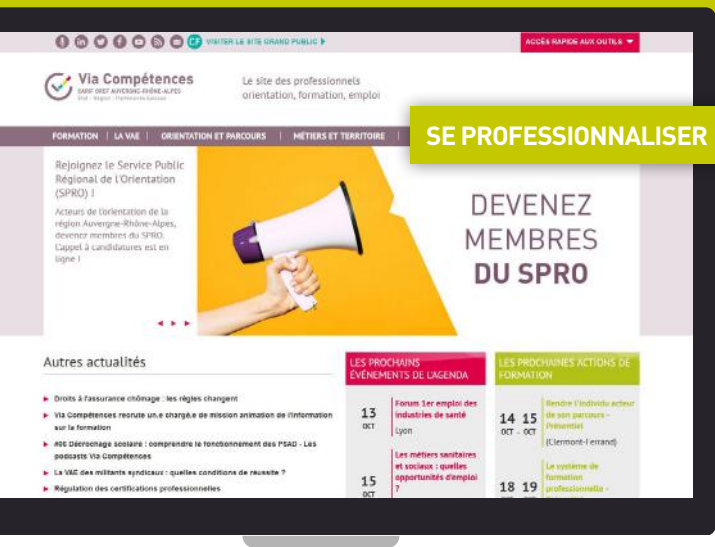 VISITER LE SITE GRAND PUBLIC
ACCÈS RAPIDE AUX OUTILS
Via Compétences
CARIF OREF AUVERGNE-RHÔNE-ALPES
État - Région - Partenaires sociaux
Le site des professionnels
orientation, formation, emploi
SE PROFESSIONNALISER
FORMATION | LA VAE | ORIENTATION ET PARCOURS | MÉTIERS ET TERRITOIRE |
Rejoignez le Service Public
Régional de l'Orientation
(SPRO) !
Acteurs de l'orientation de la
région Auvergne-Rhône-Alpes,
devenez membres du SPRO.
L'appel à candidatures est en
ligne !
DEVENEZ
MEMBRES
DU SPRO
Autres actualités
Droits à l'assurance chômage : les règles changent
Via Compétences recrute un.e chargé.e de mission animation de l'information
sur la formation
Décrochage scolaire : comprendre le fonctionnement des PSAD - Les
podcasts Via Compétences
La VAE des militants syndicaux : quelles conditions de réussite ?
Régulation des certifications professionnelles
LES PROCHAINS
ÉVÉNEMENTS DE L'AGENDA
13
OCT
Forum 1er emploi des
industries de santé
Lyon
15
OCT
Les métiers sanitaires
et sociaux : quelles
opportunités d'emploi
?
LES PROCHAINES ACTIONS DE
FORMATION
14 15
OCT - OCT
Rendre l'individu acteur
de son parcours -
Présentiel
(Clermont-Ferrand)
18 19
Le système de
formation
professionnelle -